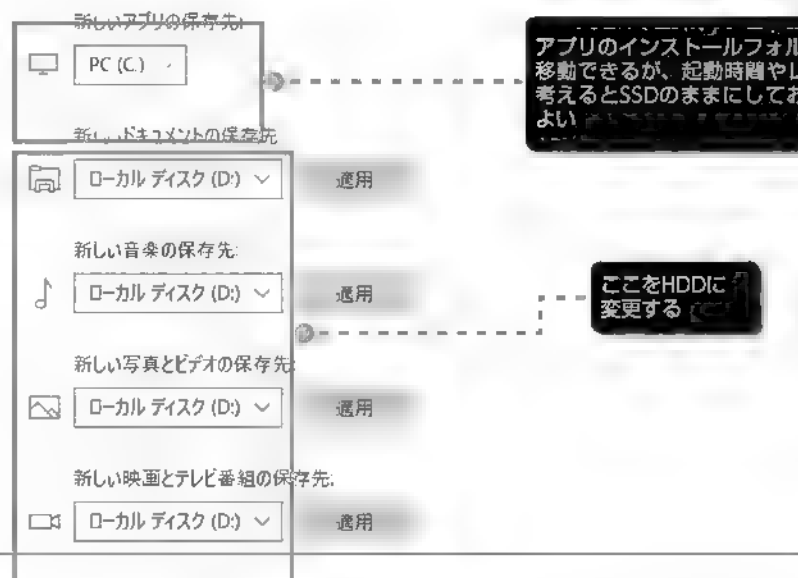 新しいアプリの保存先:
PC (C:)
アプリのインストールフォル
移動できるが、起動時間やレ
考えるとSSDのままにしてお
よい
新しいドキュメントの保存先
ローカル ディスク (D:)
適用
新しい音楽の保存先:
ローカル ディスク (D:)
適用
ここをHDDに
変更する
新しい写真とビデオの保存先:
ローカル ディスク (D:)
適用
新しい映画とテレビ番組の保存先:
ローカル ディスク (D:)
適用